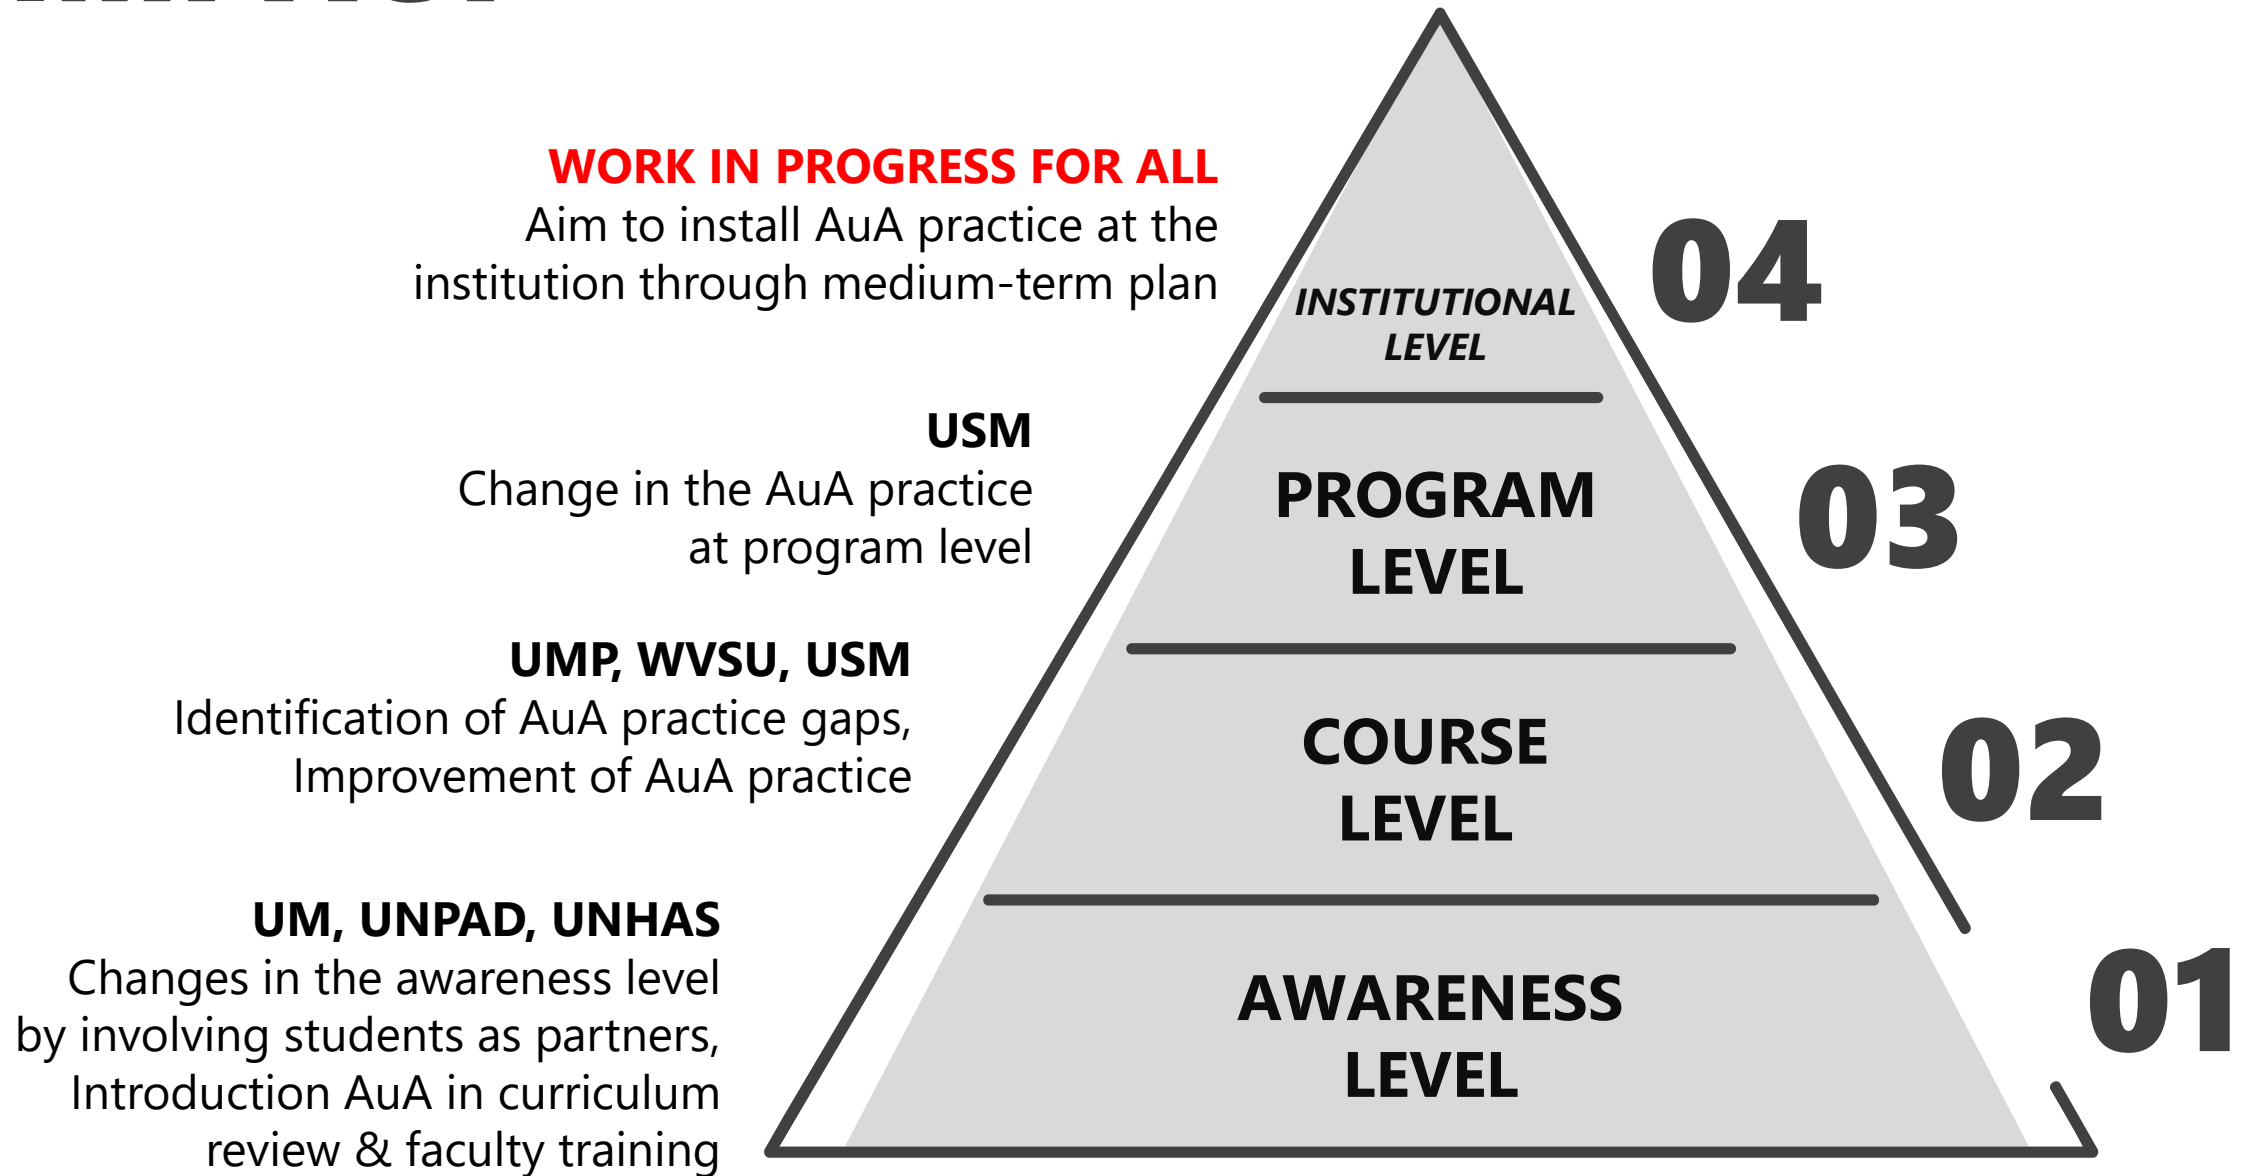 WORK IN PROGRESS FOR ALL
Aim to install AuA practice at the
institution through medium-term plan
INSTITUTIONAL
LEVEL
04
USM
Change in the AuA practice
at program level
PROGRAM
LEVEL
03
UMP, WVSU, USM
Identification of AuA practice gaps,
Improvement of AuA practice
COURSE
LEVEL
02
UM, UNPAD, UNHAS
Changes in the awareness level
by involving students as partners,
Introduction AuA in curriculum
review & faculty training
AWARENESS
LEVEL
01